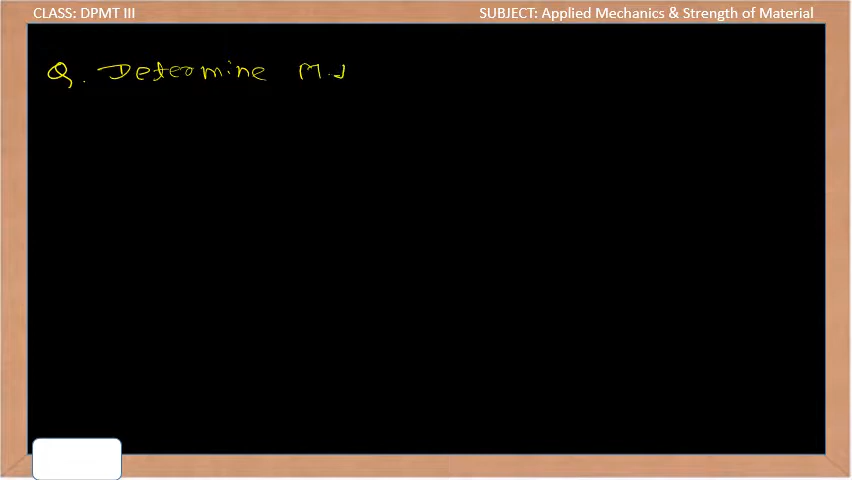 CLASS: DPMT III
SUBJECT: Applied Mechanics & Strength of Material
Q. Determine M.I